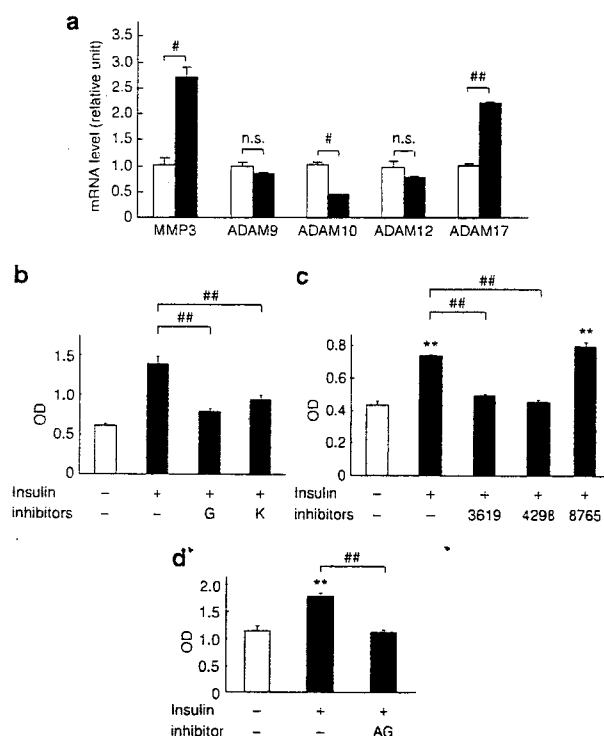 a
mRNA level (relative unit)
3.5
3.0
2.5
2.0
1.5
1.0
0.5
0
#
n.s.
#
n.s.
##
MMP3 ADAM9 ADAM10 ADAM12 ADAM17
b
##
##
OD
1.5
1.0
0.5
0
Insulin – + + +
inhibitors – – G K
c
##
##
** **
OD
0.8
0.6
0.4
0.2
0
Insulin – + + + +
inhibitors – – 3619 4298 8765
d
##
**
OD
2.0
1.5
1.0
0.5
0
Insulin – + +
inhibitor – – AG